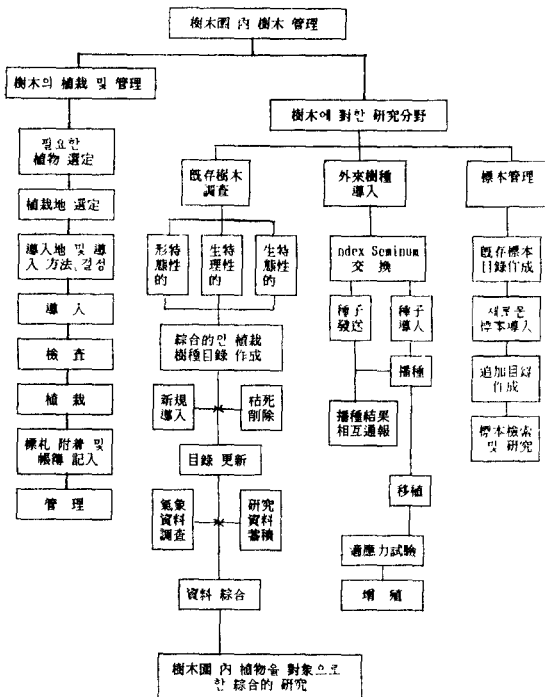 樹木園 內 樹木 管理
樹木의 植栽 및 管理
樹木에 對한 研究分野
필요한
植物 選定
植栽地 選定
導入地 및 導
入 方法 결정
導 入
檢 査
植 栽
標札 附着 및
帳簿 記入
管 理
旣存樹木
調査
形特
態性
的
生特
理性
的
生特
態性
的
綜合的인 植栽
樹種目錄 作成
新規
導入
枯死
削除
目錄 更新
氣象
資料
調査
研究
資料
蓄積
資料 綜合
樹木園 內 植物을 對象으로
한 綜合的 研究
外來樹種
導入
ndex Seminum
交 換
種子
發送
種子
導入
播種
播種結果
相互通報
移植
適應力試驗
增 殖
標本管理
旣存標本
目錄作成
새로운
標本導入
追加目錄
作成
標本檢索
및 研究